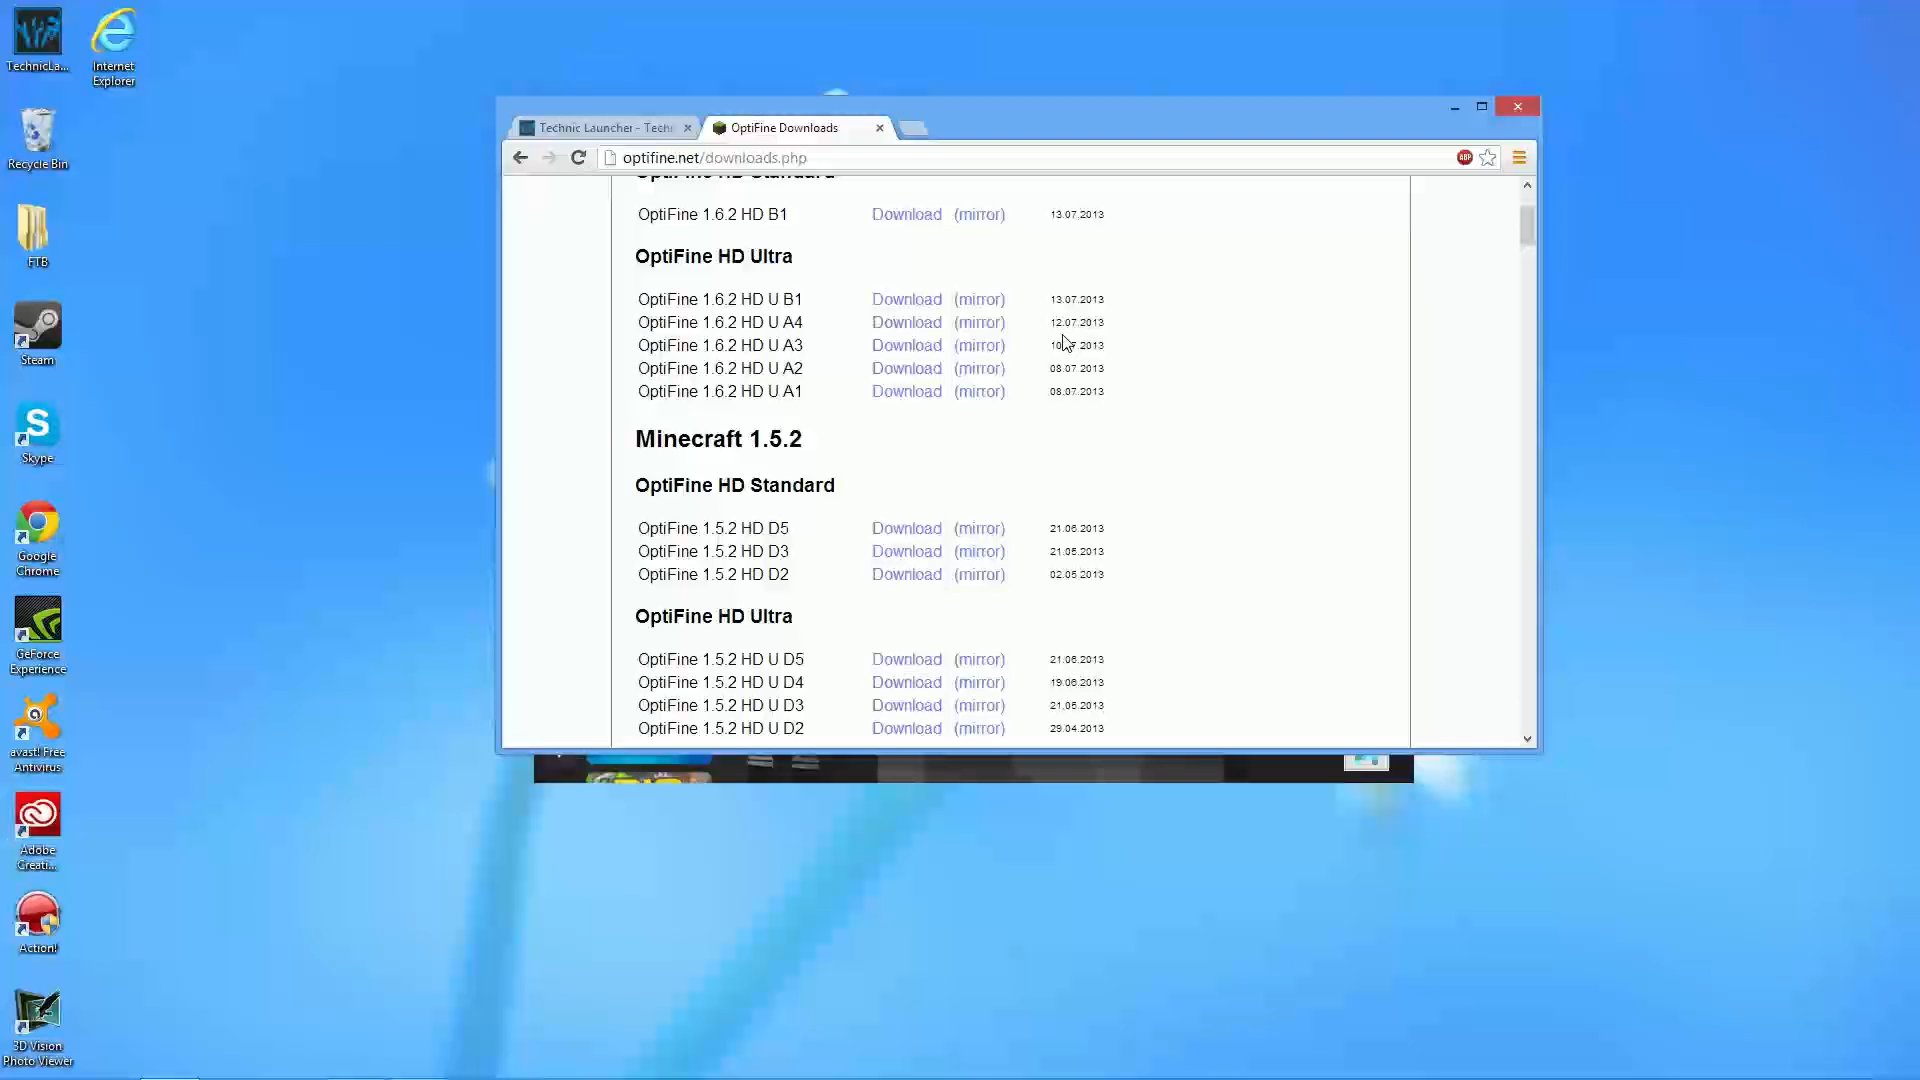 TechnicLa...
Internet
Explorer
Recycle Bin
FTB
Steam
Skype
Google
Chrome
GeForce
Experience
avast! Free
Antivirus
Adobe
Creati...
Action!
3D Vision
Photo Viewer
Technic Launcher - Techn
OptiFine Downloads
optifine.net/downloads.php
ABP
OptiFine HD Standard
OptiFine 1.6.2 HD B1 Download (mirror) 13.07.2013
OptiFine HD Ultra
OptiFine 1.6.2 HD U B1 Download (mirror) 13.07.2013
OptiFine 1.6.2 HD U A4 Download (mirror) 12.07.2013
OptiFine 1.6.2 HD U A3 Download (mirror) 10.07.2013
OptiFine 1.6.2 HD U A2 Download (mirror) 08.07.2013
OptiFine 1.6.2 HD U A1 Download (mirror) 08.07.2013
Minecraft 1.5.2
OptiFine HD Standard
OptiFine 1.5.2 HD D5 Download (mirror) 21.06.2013
OptiFine 1.5.2 HD D3 Download (mirror) 21.05.2013
OptiFine 1.5.2 HD D2 Download (mirror) 02.05.2013
OptiFine HD Ultra
OptiFine 1.5.2 HD U D5 Download (mirror) 21.06.2013
OptiFine 1.5.2 HD U D4 Download (mirror) 19.06.2013
OptiFine 1.5.2 HD U D3 Download (mirror) 21.05.2013
OptiFine 1.5.2 HD U D2 Download (mirror) 29.04.2013